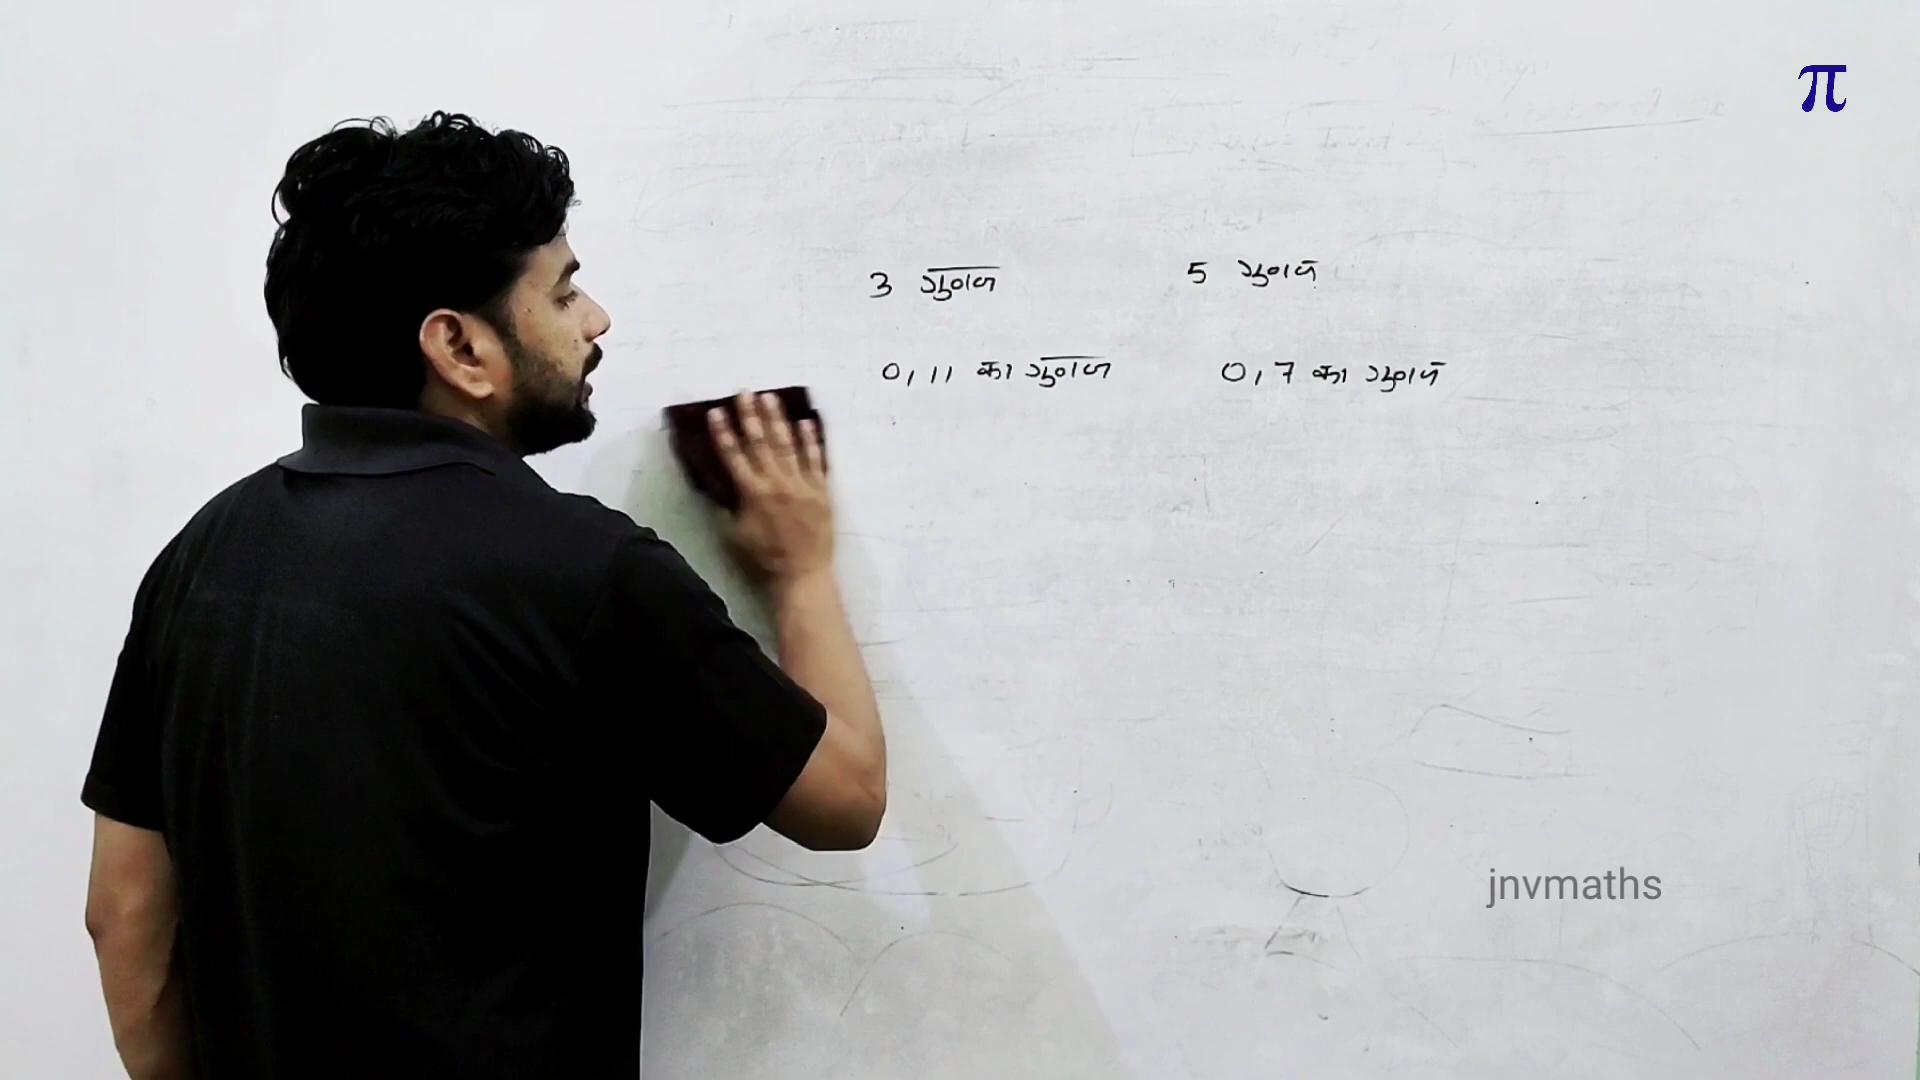 π
3 गुणज 5 गुणज
0, 11 का गुणज 0, 7 का गुणज
jnvmaths